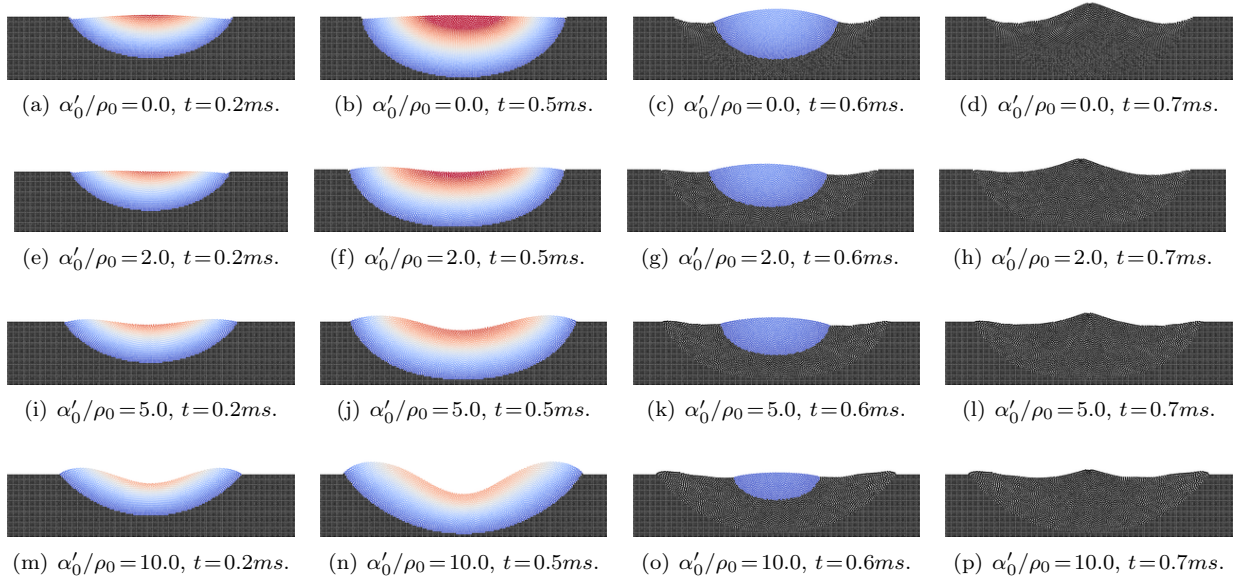 (a) α′₀/ρ₀=0.0, t=0.2ms. (b) α′₀/ρ₀=0.0, t=0.5ms. (c) α′₀/ρ₀=0.0, t=0.6ms. (d) α′₀/ρ₀=0.0, t=0.7ms.
(e) α′₀/ρ₀=2.0, t=0.2ms. (f) α′₀/ρ₀=2.0, t=0.5ms. (g) α′₀/ρ₀=2.0, t=0.6ms. (h) α′₀/ρ₀=2.0, t=0.7ms.
(i) α′₀/ρ₀=5.0, t=0.2ms. (j) α′₀/ρ₀=5.0, t=0.5ms. (k) α′₀/ρ₀=5.0, t=0.6ms. (l) α′₀/ρ₀=5.0, t=0.7ms.
(m) α′₀/ρ₀=10.0, t=0.2ms. (n) α′₀/ρ₀=10.0, t=0.5ms. (o) α′₀/ρ₀=10.0, t=0.6ms. (p) α′₀/ρ₀=10.0, t=0.7ms.